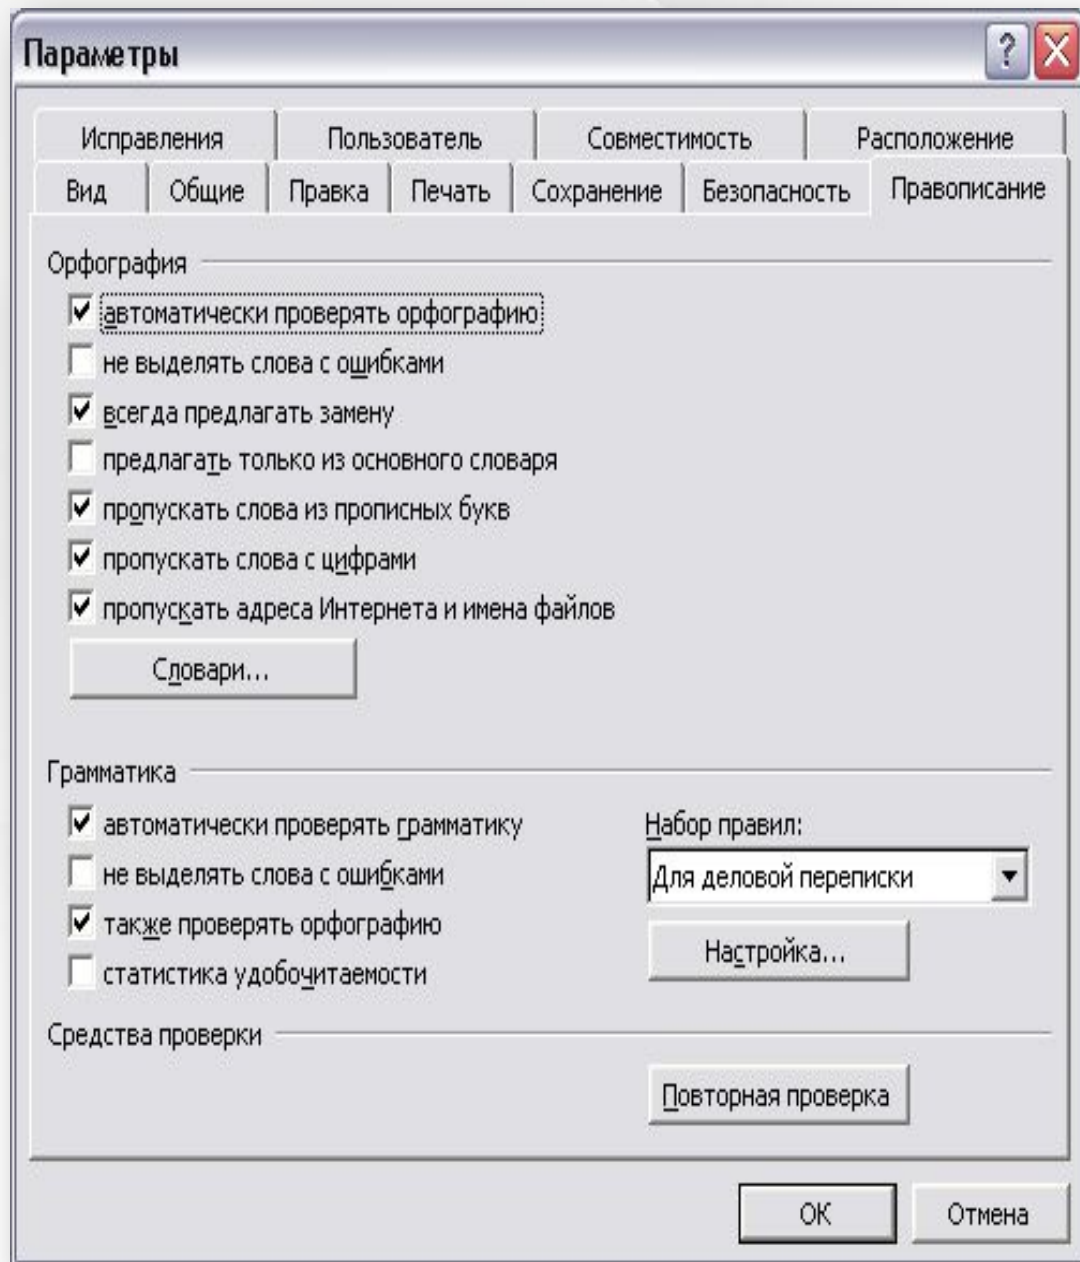 Параметры
Исправления Пользователь Совместимость Расположение
Вид Общие Правка Печать Сохранение Безопасность Правописание
Орфография
автоматически проверять орфографию
не выделять слова с ошибками
всегда предлагать замену
предлагать только из основного словаря
пропускать слова из прописных букв
пропускать слова с цифрами
пропускать адреса Интернета и имена файлов
Словари...
Грамматика
автоматически проверять грамматику Набор правил:
не выделять слова с ошибками Для деловой переписки
также проверять орфографию
статистика удобочитаемости Настройка...
Средства проверки
Повторная проверка
ОК Отмена